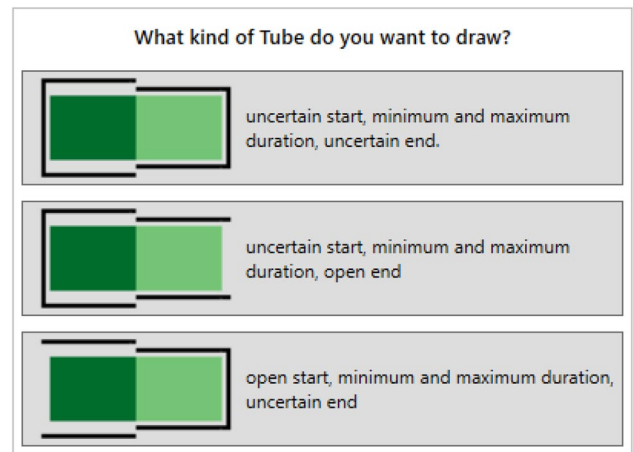 What kind of Tube do you want to draw?
uncertain start, minimum and maximum
duration, uncertain end.
uncertain start, minimum and maximum
duration, open end
open start, minimum and maximum duration,
uncertain end